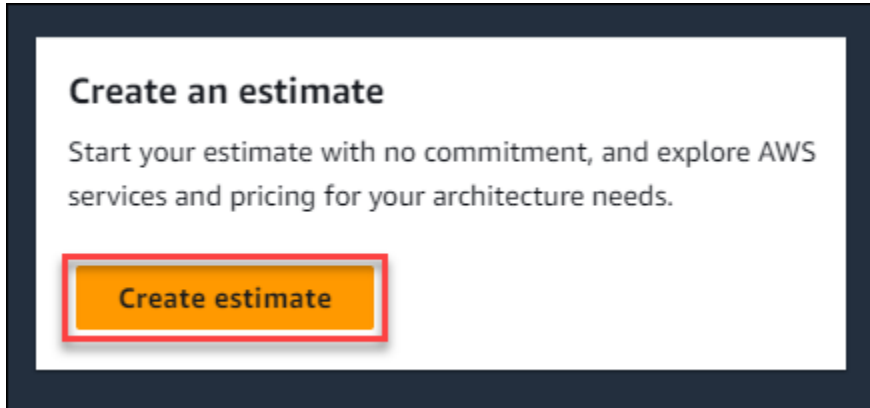 Create an estimate
Start your estimate with no commitment, and explore AWS
services and pricing for your architecture needs.
Create estimate